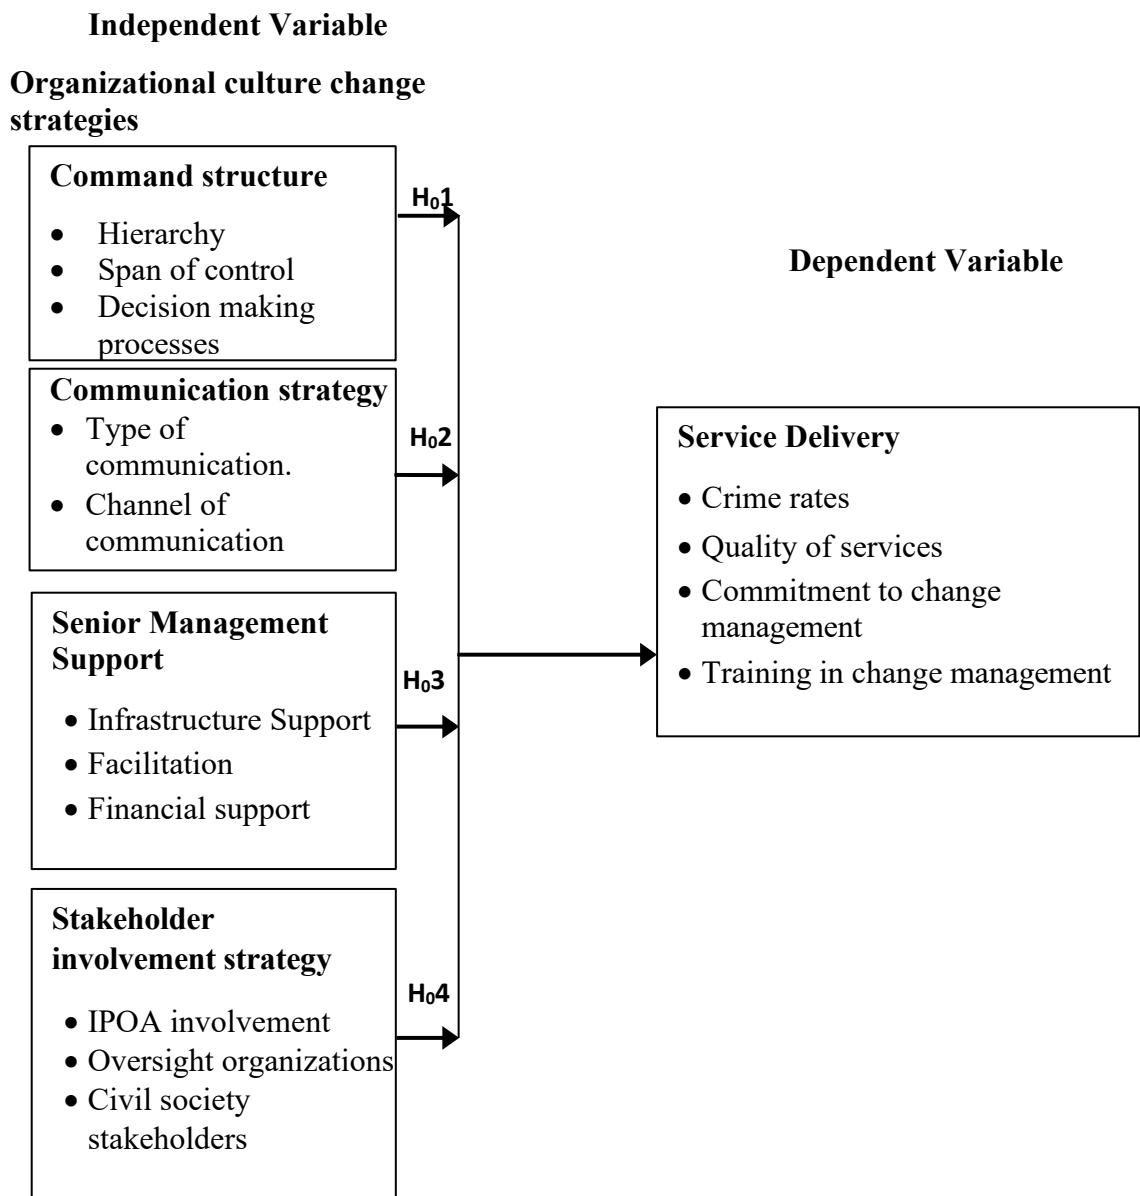 Independent Variable
Organizational culture change
strategies
Command structure
• Hierarchy
• Span of control
• Decision making
processes
H₀1
Communication strategy
• Type of
communication.
• Channel of
communication
H₀2
Senior Management
Support
• Infrastructure Support
• Facilitation
• Financial support
H₀3
Stakeholder
involvement strategy
• IPOA involvement
• Oversight organizations
• Civil society
stakeholders
H₀4
Dependent Variable
Service Delivery
• Crime rates
• Quality of services
• Commitment to change
management
• Training in change management